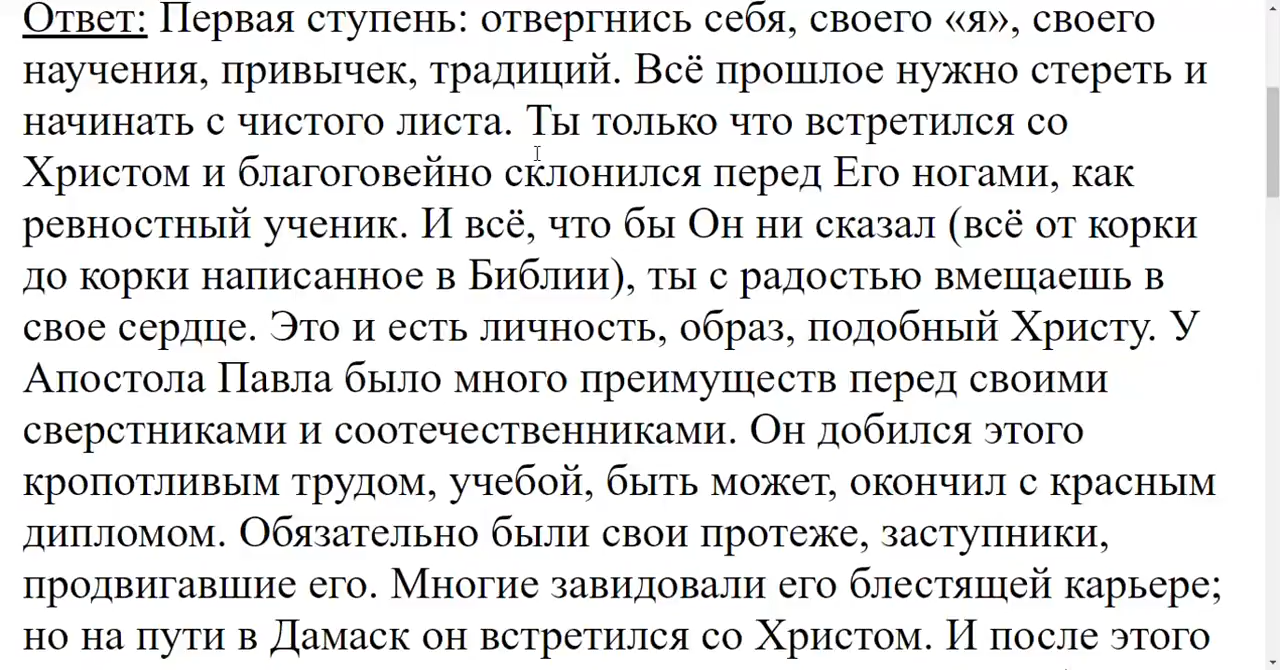 Ответ: Первая ступень: отвергнись себя, своего «я», своего
научения, привычек, традиций. Всё прошлое нужно стереть и
начинать с чистого листа. Ты только что встретился со
Христом и благоговейно склонился перед Его ногами, как
ревностный ученик. И всё, что бы Он ни сказал (всё от корки
до корки написанное в Библии), ты с радостью вмещаешь в
свое сердце. Это и есть личность, образ, подобный Христу. У
Апостола Павла было много преимуществ перед своими
сверстниками и соотечественниками. Он добился этого
кропотливым трудом, учебой, быть может, окончил с красным
дипломом. Обязательно были свои протеже, заступники,
продвигавшие его. Многие завидовали его блестящей карьере;
но на пути в Дамаск он встретился со Христом. И после этого